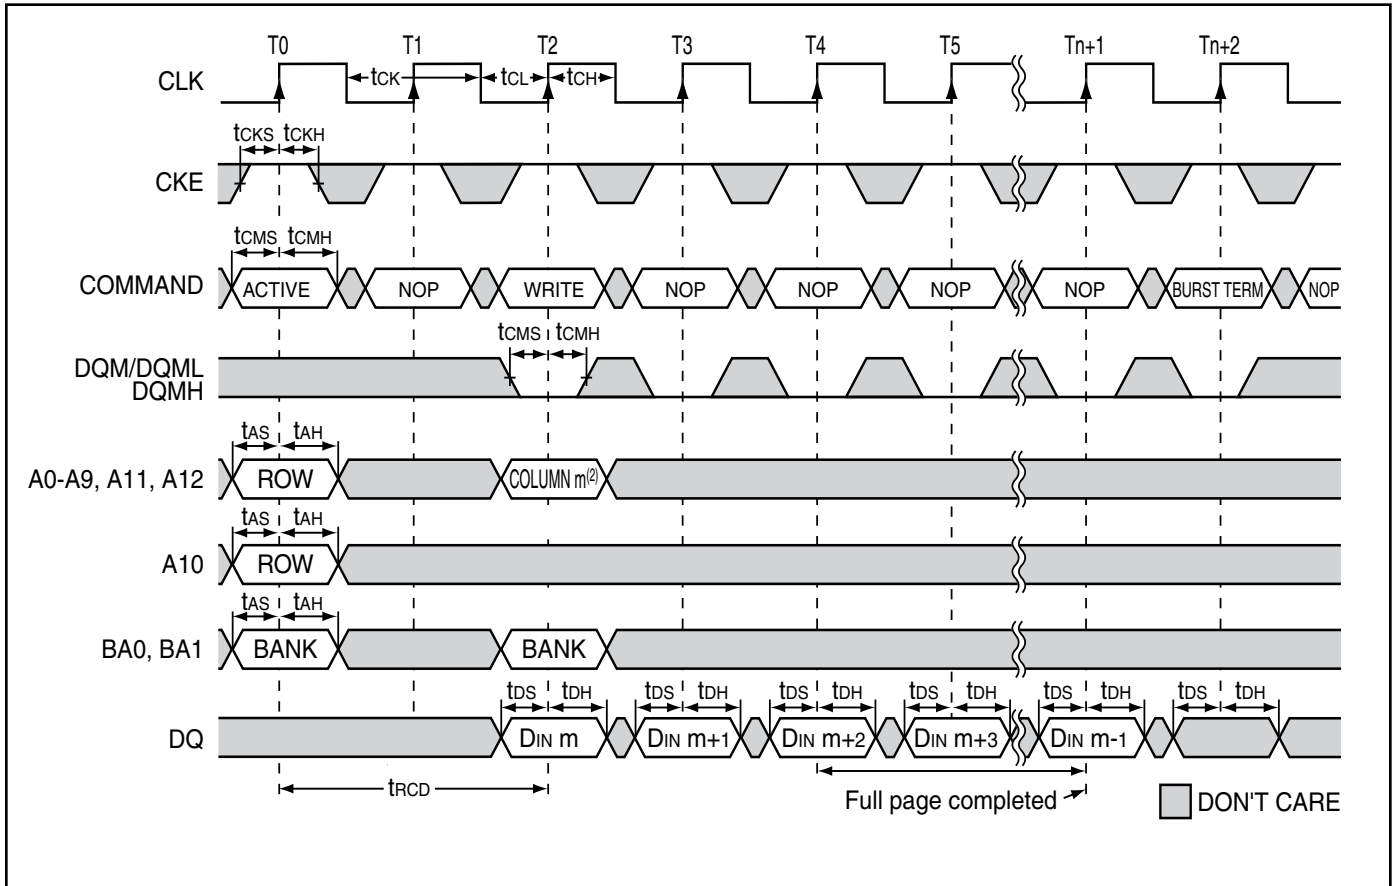 T0 T1 T2 T3 T4 T5 Tn+1 Tn+2
CLK tCK tCL tCH
tCKS tCKH
CKE
tCMS tCMH
COMMAND ACTIVE NOP WRITE NOP NOP NOP NOP BURST TERM NOP
tCMS tCMH
DQM/DQML
DQMH
tAS tAH
A0-A9, A11, A12 ROW COLUMN m(2)
tAS tAH
A10 ROW
tAS tAH
BA0, BA1 BANK BANK
tDS tDH tDS tDH tDS tDH tDS tDH tDS tDH tDS tDH
DQ DIN m DIN m+1 DIN m+2 DIN m+3 DIN m-1
tRCD
Full page completed
DON'T CARE